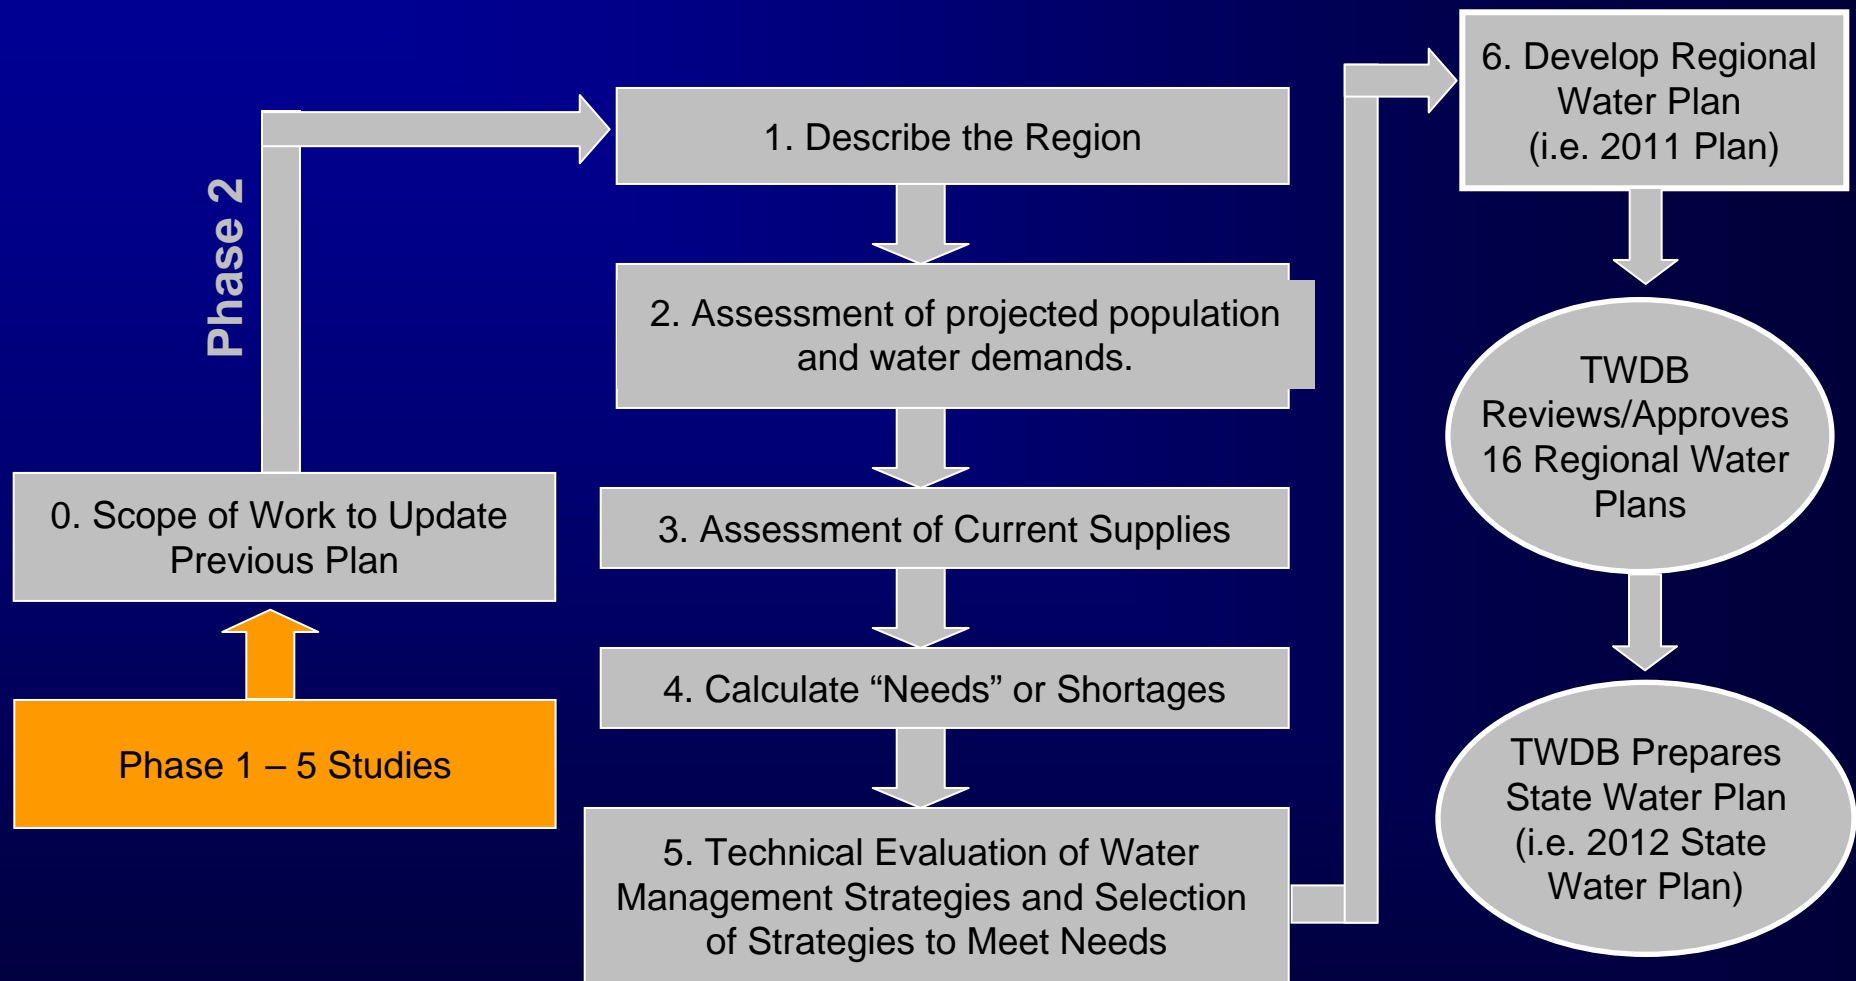 Phase 2
0. Scope of Work to Update
Previous Plan
Phase 1 – 5 Studies
1. Describe the Region
2. Assessment of projected population
and water demands.
3. Assessment of Current Supplies
4. Calculate “Needs” or Shortages
5. Technical Evaluation of Water
Management Strategies and Selection
of Strategies to Meet Needs
6. Develop Regional
Water Plan
(i.e. 2011 Plan)
TWDB
Reviews/Approves
16 Regional Water
Plans
TWDB Prepares
State Water Plan
(i.e. 2012 State
Water Plan)